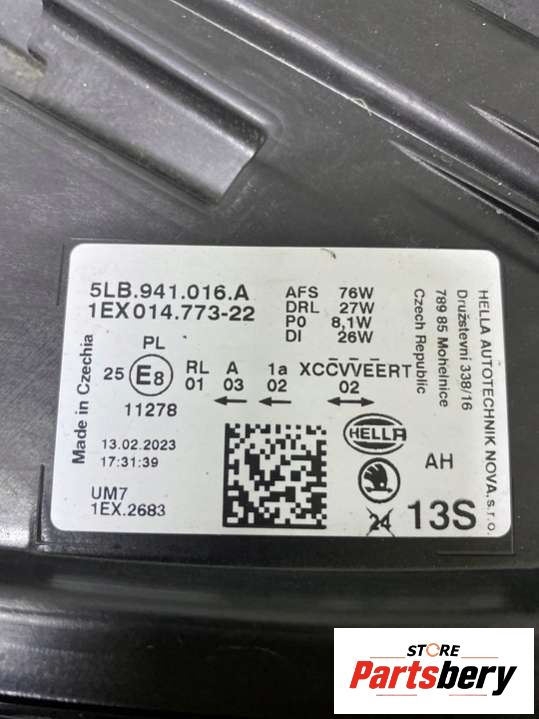 5LB.941.016.A
1EX014.773-22
AFS 76W
DRL 27W
P0 8,1W
DI 26W
HELLA AUTOTECHNIK NOVA, s.r.o.
Družstevní 338/16
789 85 Mohelnice
Czech Republic
Made in Czechia
PL
25 E8
11278
RL A 1a XCC̅V̅V̅E̅ERT
01 03 02 02
← ← ↔
13.02.2023
17:31:39
UM7
1EX.2683
HELLA
AH
24 13S
STORE
Partsbery